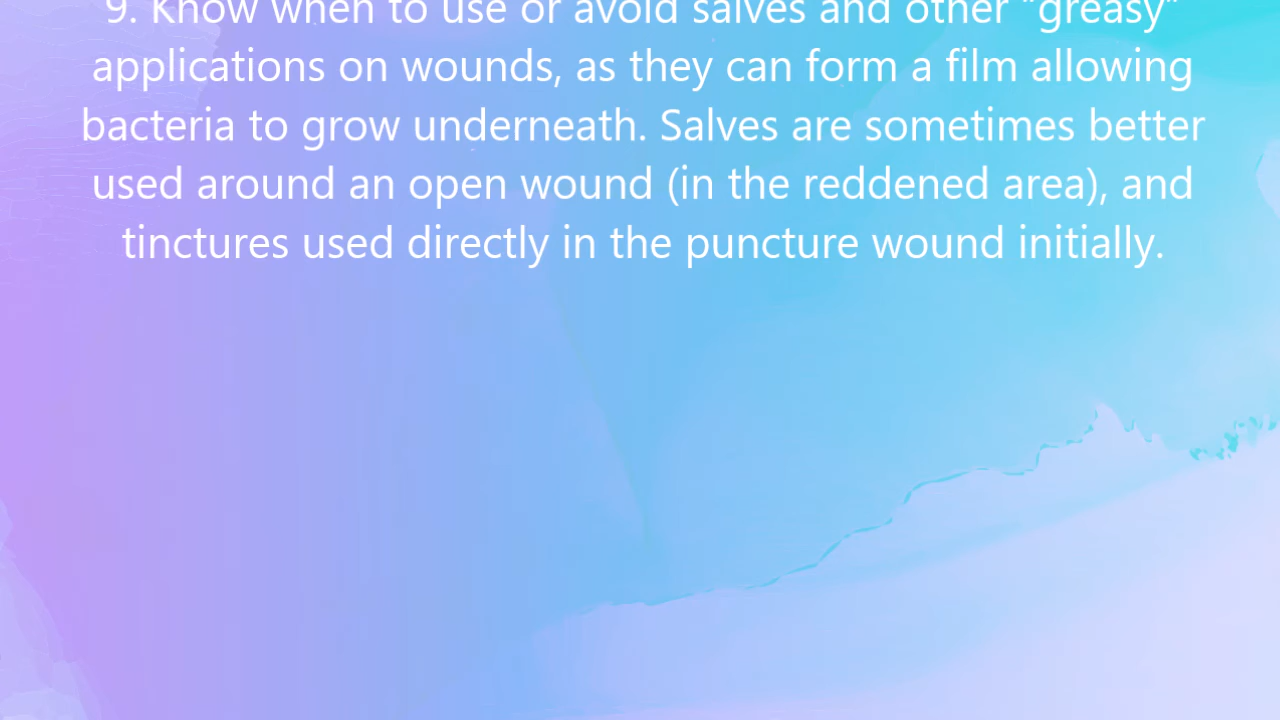 9. Know when to use or avoid salves and other "greasy"
applications on wounds, as they can form a film allowing
bacteria to grow underneath. Salves are sometimes better
used around an open wound (in the reddened area), and
tinctures used directly in the puncture wound initially.